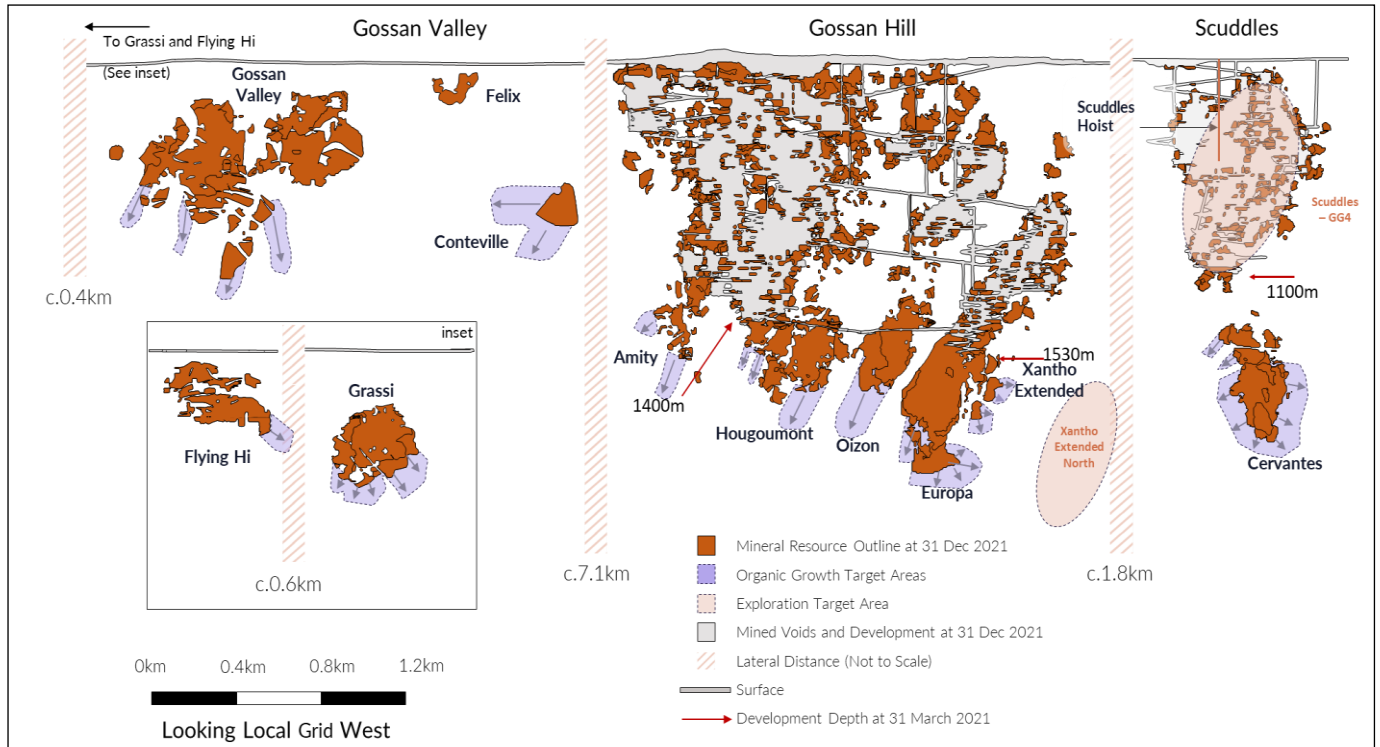 Gossan Valley
Gossan Hill
Scuddles
To Grassi and Flying Hi
(See inset)
Gossan
Valley
Felix
Conteville
c.0.4km
inset
Grassi
Flying Hi
c.0.6km
c.7.1km
Amity
1400m
Hougoumont
Oizon
Europa
1530m
Xantho
Extended
Xantho
Extended
North
c.1.8km
Scuddles
Hoist
Scuddles
– GG4
1100m
Cervantes
Mineral Resource Outline at 31 Dec 2021
Organic Growth Target Areas
Exploration Target Area
Mined Voids and Development at 31 Dec 2021
Lateral Distance (Not to Scale)
Surface
Development Depth at 31 March 2021
0km 0.4km 0.8km 1.2km
Looking Local Grid West